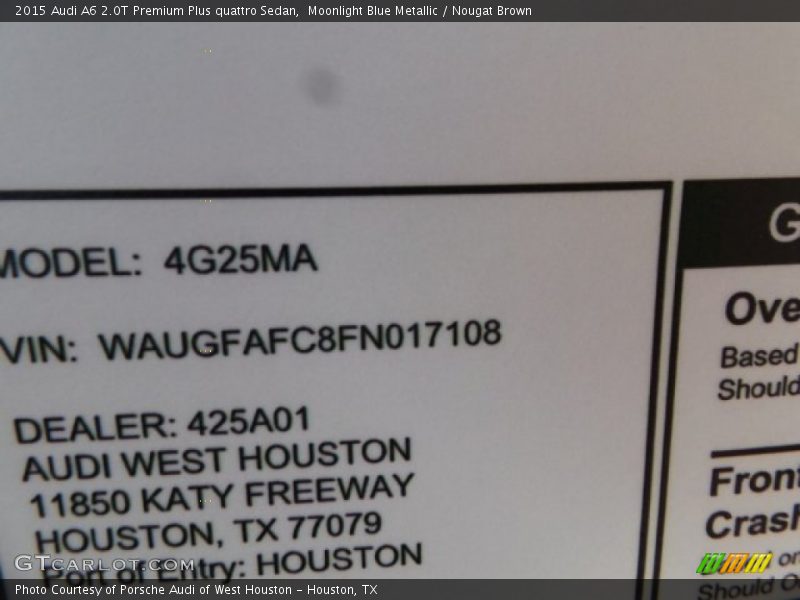 2015 Audi A6 2.0T Premium Plus quattro Sedan, Moonlight Blue Metallic / Nougat Brown
MODEL: 4G25MA
VIN: WAUGFAFC8FN017108
DEALER: 425A01
AUDI WEST HOUSTON
11850 KATY FREEWAY
HOUSTON, TX 77079
Port of Entry: HOUSTON
G
Ove
Based
Should
Front
Crash
or
Should O
GTCARLOT.COM
Photo Courtesy of Porsche Audi of West Houston - Houston, TX